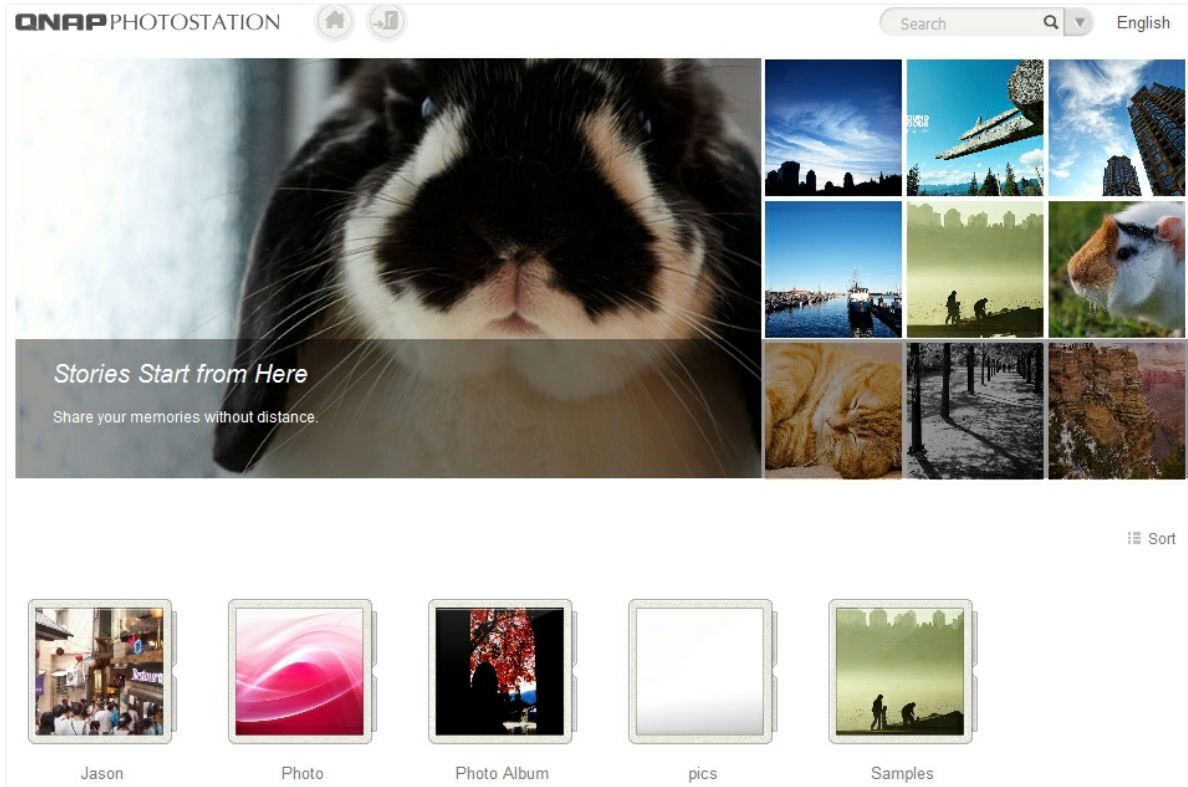 QNAP PHOTOSTATION
Search
English
Stories Start from Here
Share your memories without distance.
Sort
Jason
Photo
Photo Album
pics
Samples